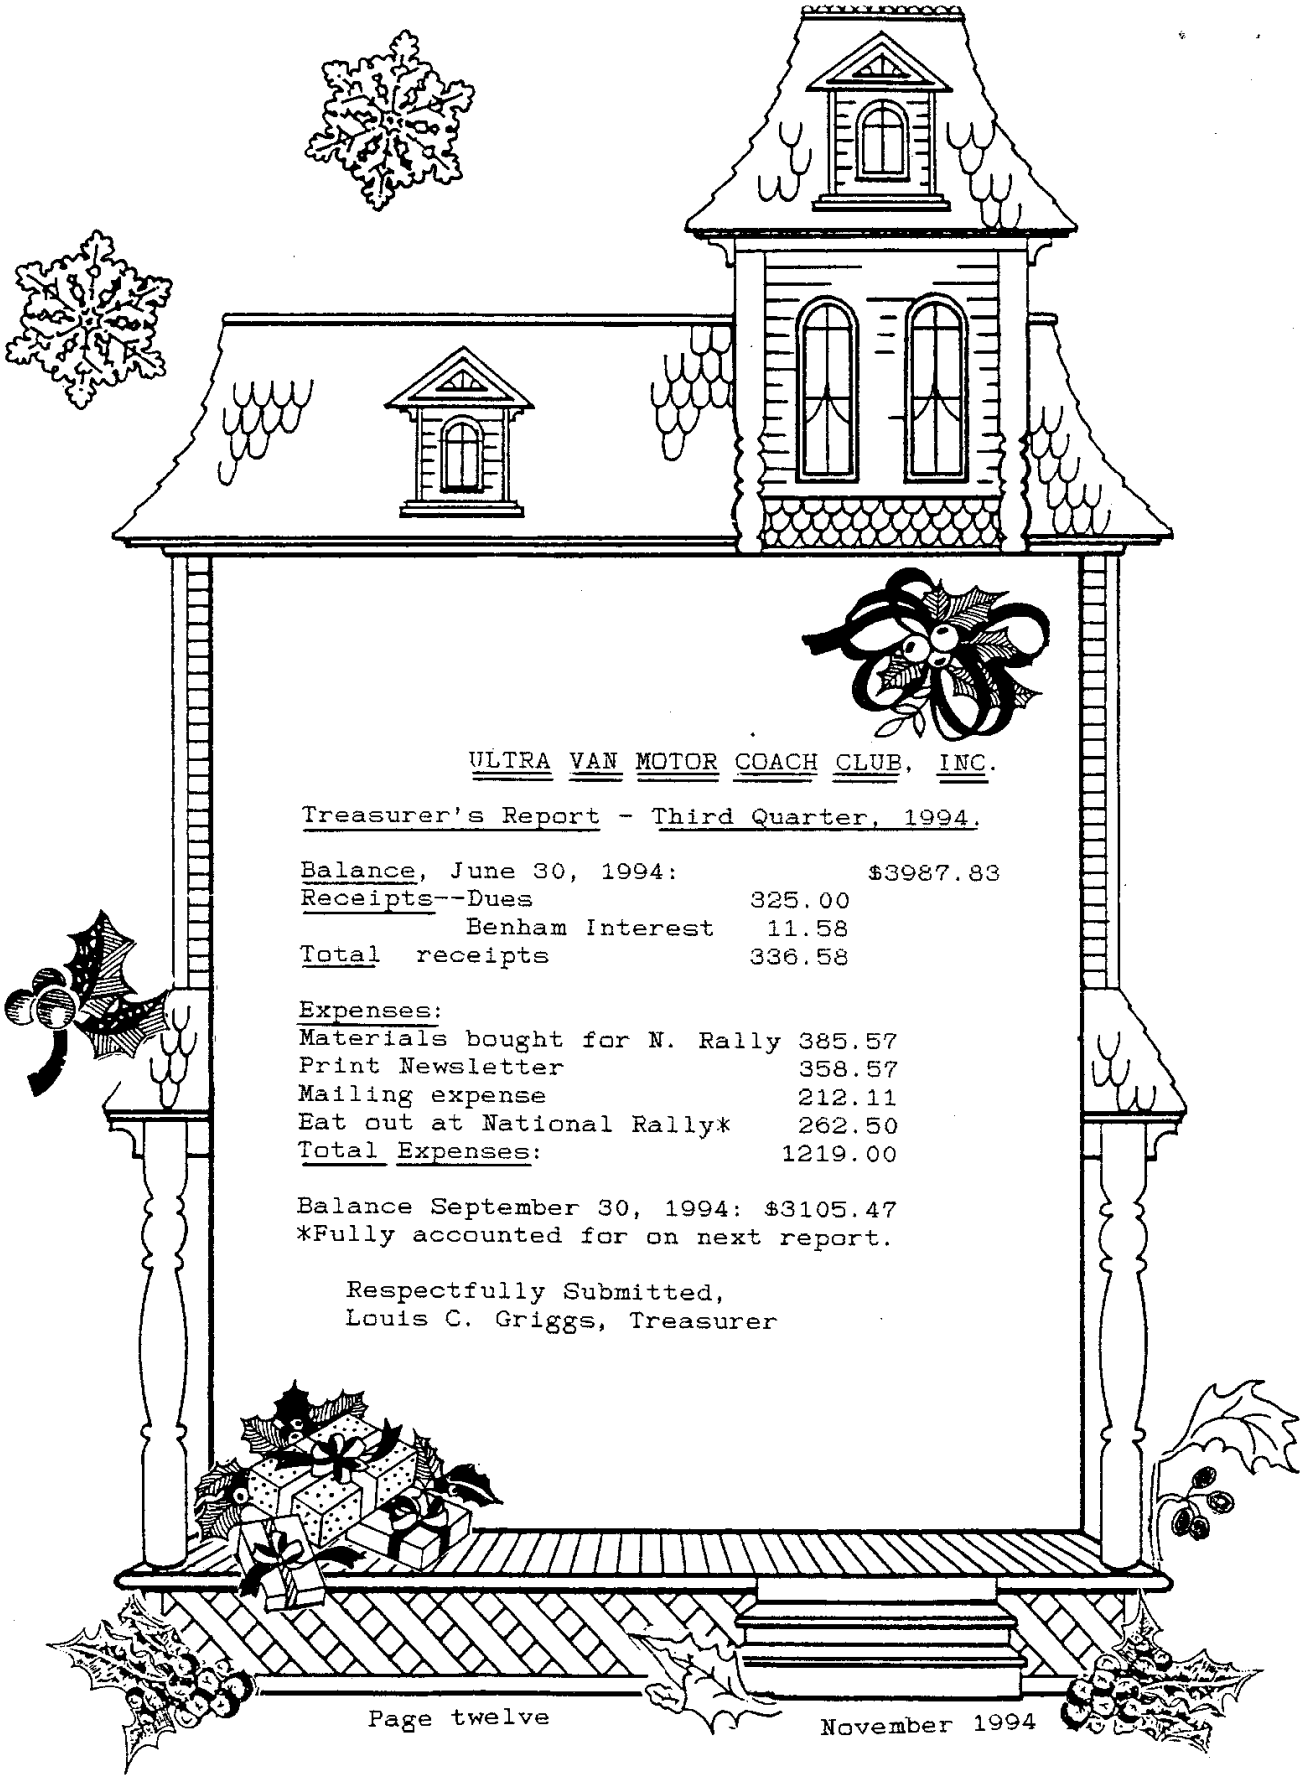 ULTRA VAN MOTOR COACH CLUB, INC.
Treasurer's Report - Third Quarter, 1994.
Balance, June 30, 1994: $3987.83
Receipts--Dues 325.00
Benham Interest 11.58
Total receipts 336.58
Expenses:
Materials bought for N. Rally 385.57
Print Newsletter 358.57
Mailing expense 212.11
Eat out at National Rally* 262.50
Total Expenses: 1219.00
Balance September 30, 1994: $3105.47
*Fully accounted for on next report.
Respectfully Submitted,
Louis C. Griggs, Treasurer
Page twelve
November 1994